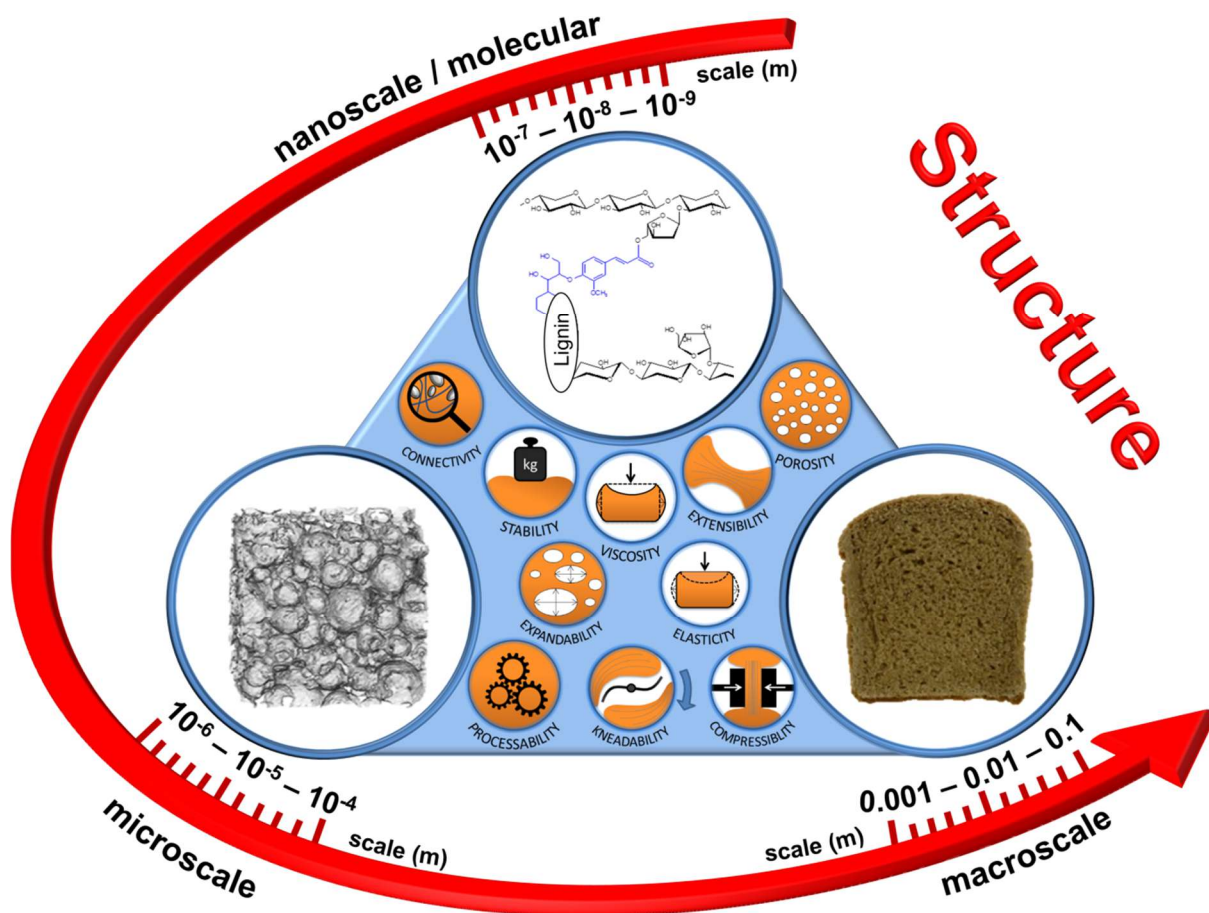 nanoscale / molecular
scale (m)
10⁻⁷ – 10⁻⁸ – 10⁻⁹
Structure
HO
OH
O
OCH₃
Lignin
CONNECTIVITY
STABILITY
kg
VISCOSITY
EXTENSIBILITY
POROSITY
EXPANDABILITY
ELASTICITY
PROCESSABILITY
KNEADABILITY
COMPRESSIBLITY
10⁻⁶ – 10⁻⁵ – 10⁻⁴
scale (m)
microscale
0.001 – 0.01 – 0.1
scale (m)
macroscale